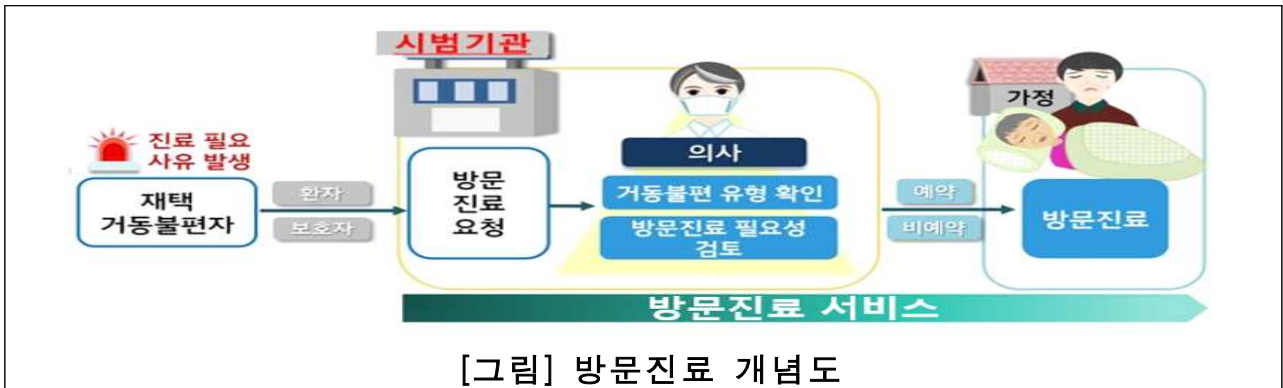 시범기관
진료 필요
사유 발생
재택
거동불편자
환자
보호자
방문
진료
요청
의사
거동불편 유형 확인
방문진료 필요성
검토
예약
비예약
가정
방문진료
방문진료 서비스
[그림] 방문진료 개념도